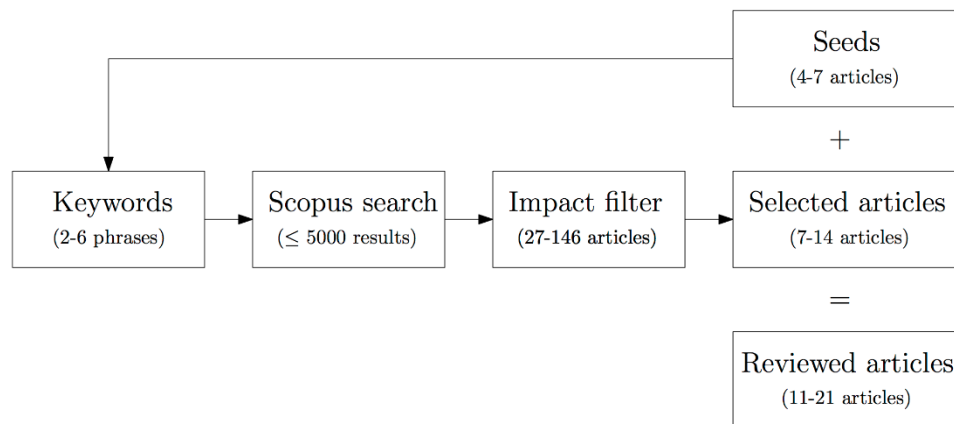 Seeds
(4-7 articles)
+
Keywords
(2-6 phrases)
Scopus search
(≤ 5000 results)
Impact filter
(27-146 articles)
Selected articles
(7-14 articles)
=
Reviewed articles
(11-21 articles)